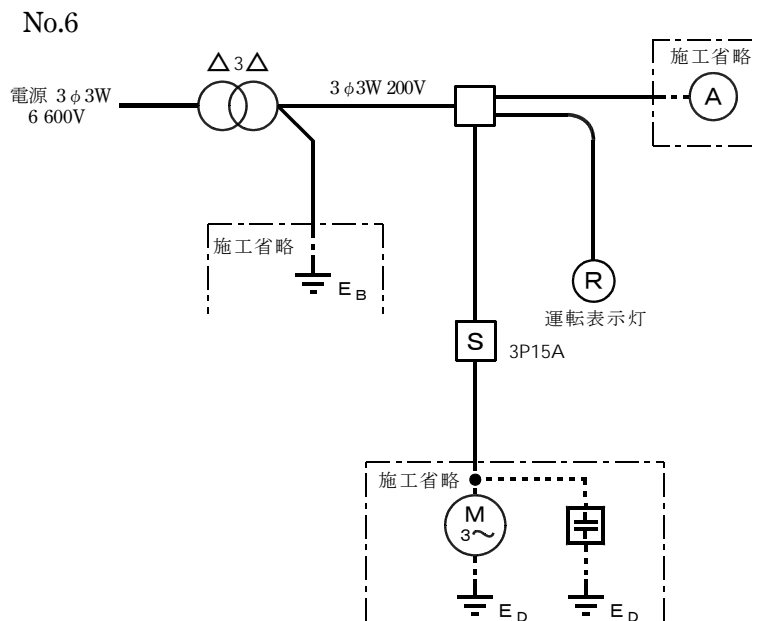 No.6
電源 3φ3W
6 600V
△3△
3φ3W 200V
施工省略
A
施工省略
EB
R
運転表示灯
S
3P15A
施工省略
M
3〜
ED
ED